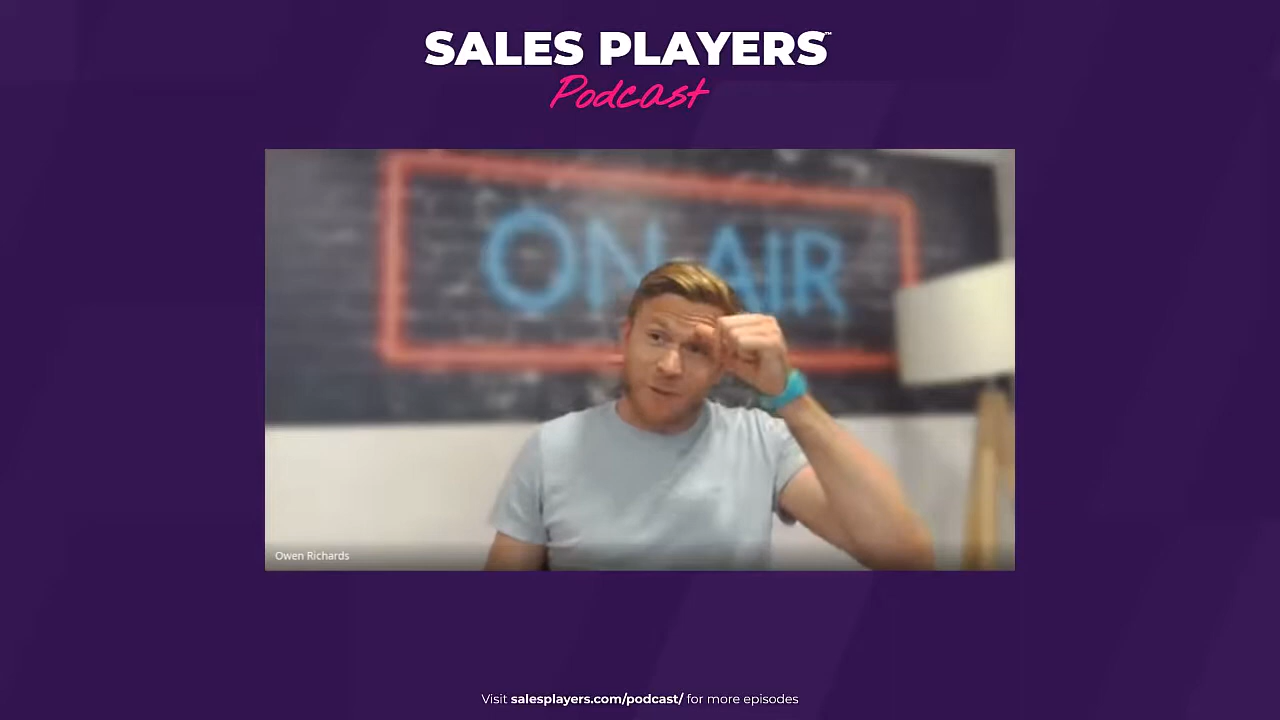 SALES PLAYERS™
Podcast
ON AIR
Owen Richards
Visit salesplayers.com/podcast/ for more episodes